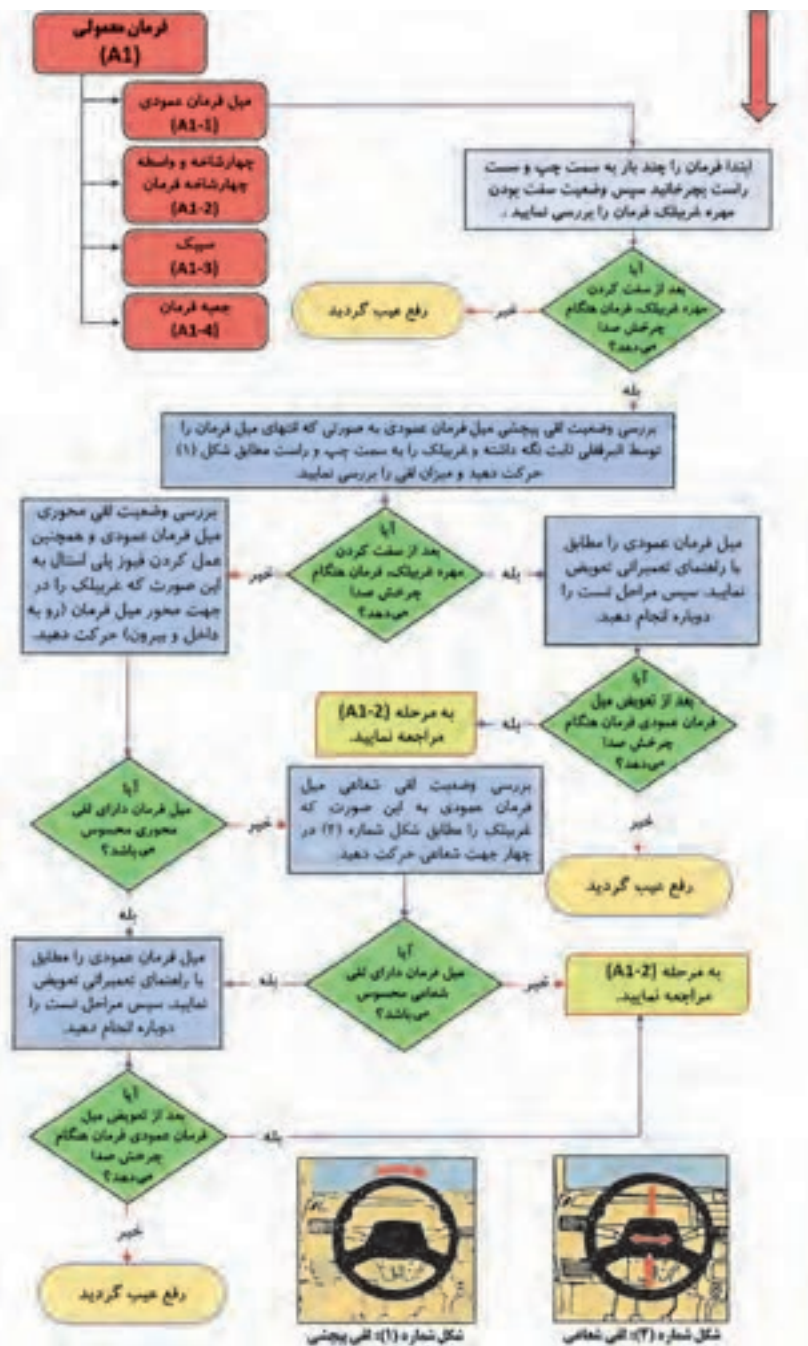 فرمان معمولی
(A1)
میل فرمان عمودی
(A1-1)
چهارشاخه و واسطه
چهارشاخه فرمان
(A1-2)
سیبک
(A1-3)
جعبه فرمان
(A1-4)
ابتدا فرمان را چند بار به سمت چپ و سمت
راست بچرخانید سپس وضعیت سفت بودن
مهره غربیلک فرمان را بررسی نمایید .
آیا
بعد از سفت کردن
مهره غربیلک، فرمان هنگام
چرخش صدا
می‌دهد؟
خیر
رفع عیب گردید
بله
بررسی وضعیت لقی پیچشی میل فرمان عمودی به صورتی که انتهای میل فرمان را
توسط انبرقفلی ثابت نگه داشته و غربیلک را به سمت چپ و راست مطابق شکل (۱)
حرکت دهید و میزان لقی را بررسی نمایید.
آیا
بعد از سفت کردن
مهره غربیلک، فرمان هنگام
چرخش صدا
می‌دهد؟
بله
میل فرمان عمودی را مطابق
با راهنمای تعمیراتی تعویض
نمایید. سپس مراحل تست را
دوباره انجام دهید.
خیر
بررسی وضعیت لقی محوری
میل فرمان عمودی و همچنین
عمل کردن فیوز پلی استال به
این صورت که غربیلک را در
جهت محور میل فرمان (رو به
داخل و بیرون) حرکت دهید.
آیا
بعد از تعویض میل
فرمان عمودی فرمان هنگام
چرخش صدا
می‌دهد؟
بله
به مرحله (A1-2)
مراجعه نمایید.
خیر
رفع عیب گردید
آیا
میل فرمان دارای لقی
محوری محسوس
می‌باشد؟
خیر
بررسی وضعیت لقی شعاعی میل
فرمان عمودی به این صورت که
غربیلک را مطابق شکل شماره (۲) در
چهار جهت شعاعی حرکت دهید.
بله
آیا
میل فرمان دارای لقی
شعاعی محسوس
می‌باشد؟
خیر
به مرحله (A1-2)
مراجعه نمایید.
بله
میل فرمان عمودی را مطابق
با راهنمای تعمیراتی تعویض
نمایید. سپس مراحل تست را
دوباره انجام دهید.
آیا
بعد از تعویض میل
فرمان عمودی فرمان هنگام
چرخش صدا
می‌دهد؟
بله
خیر
رفع عیب گردید
شکل شماره (۲): لقی شعاعی
شکل شماره (۱): لقی پیچشی